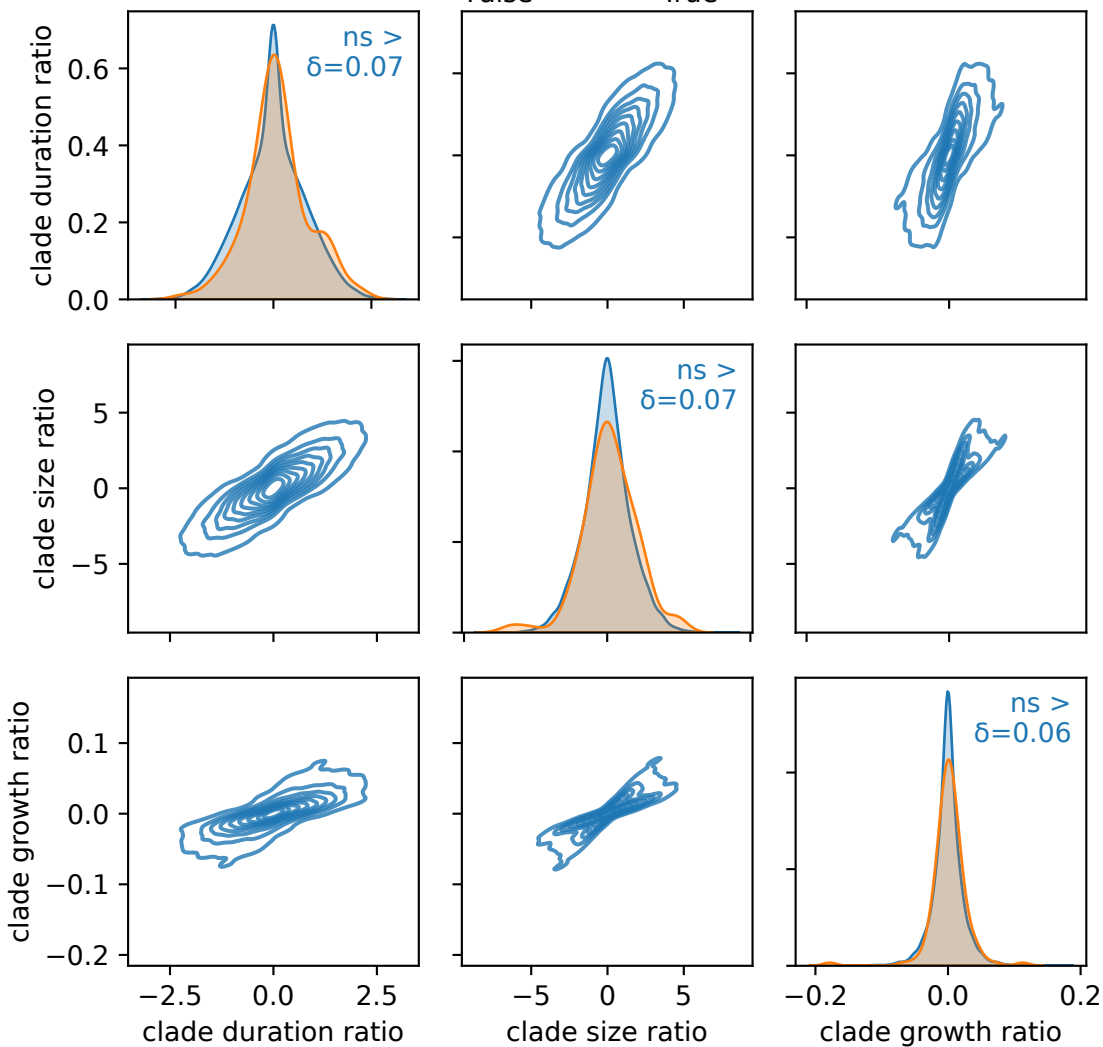 clade duration ratio
0.6
0.4
0.2
0.0
ns >
δ=0.07
clade size ratio
5
0
−5
ns >
δ=0.07
clade growth ratio
0.1
0.0
−0.1
−0.2
ns >
δ=0.06
−2.5 0.0 2.5
−5 0 5
−0.2 0.0 0.2
clade duration ratio
clade size ratio
clade growth ratio